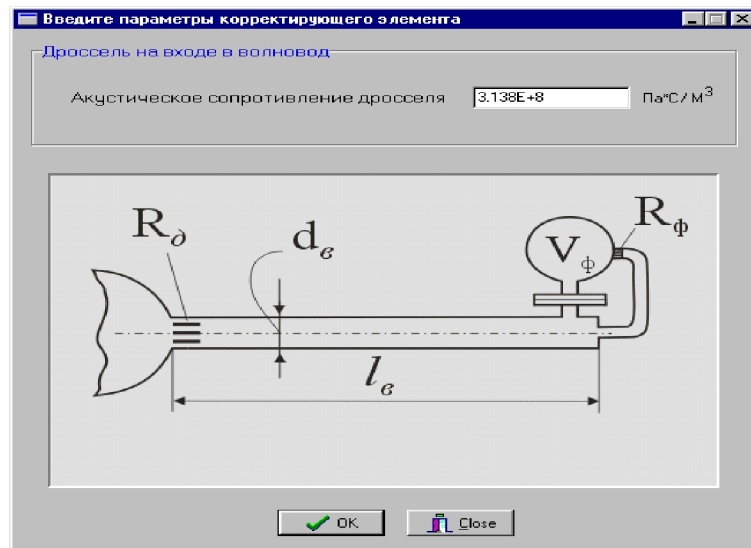 Введите параметры корректирующего элемента
Дроссель на входе в волновод
Акустическое сопротивление дросселя 3.138E+8 Па*С/М³
R∂ dв Vф Rф
lв
OK Close